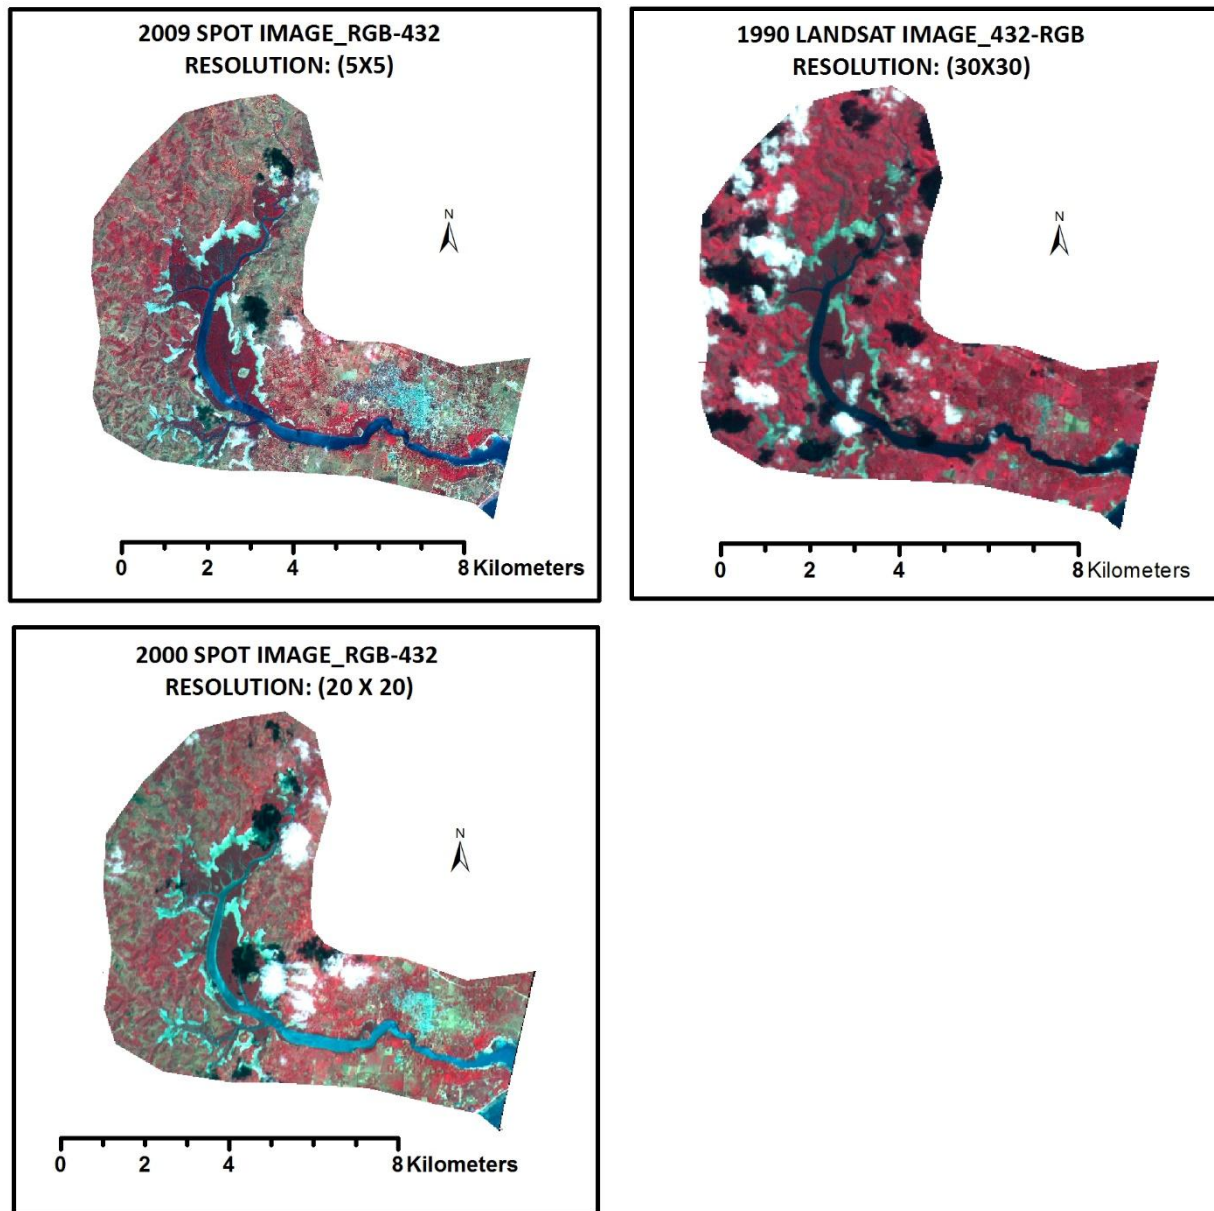 2009 SPOT IMAGE_RGB-432
RESOLUTION: (5X5)
N
0 2 4 8 Kilometers
1990 LANDSAT IMAGE_432-RGB
RESOLUTION: (30X30)
N
0 2 4 8 Kilometers
2000 SPOT IMAGE_RGB-432
RESOLUTION: (20 X 20)
N
0 2 4 8 Kilometers